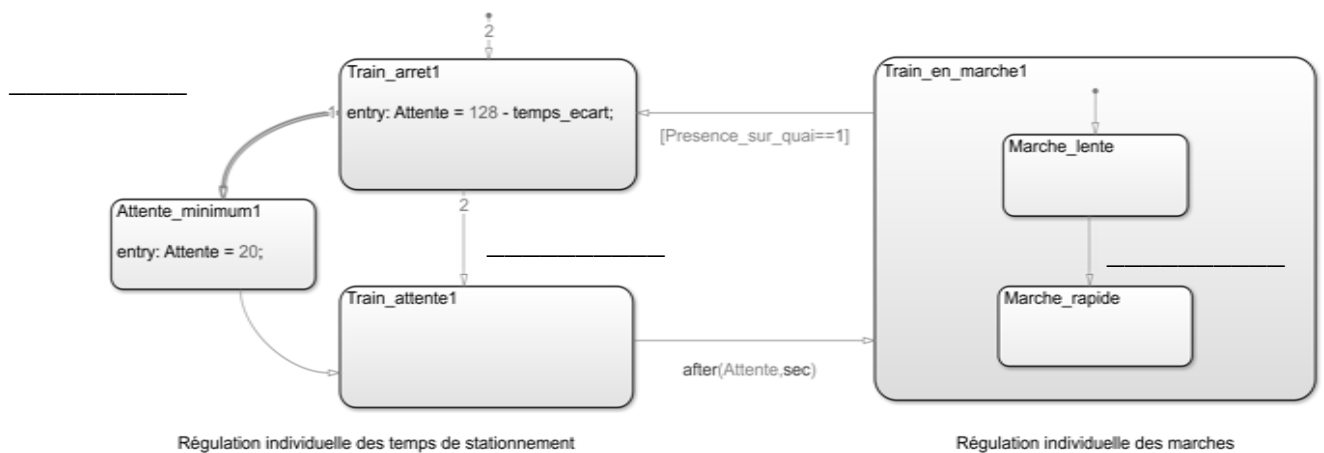 2
Train_arret1
entry: Attente = 128 - temps_ecart;
1
2
Attente_minimum1
entry: Attente = 20;
Train_attente1
[Presence_sur_quai==1]
after(Attente,sec)
Train_en_marche1
Marche_lente
Marche_rapide
Régulation individuelle des temps de stationnement
Régulation individuelle des marches